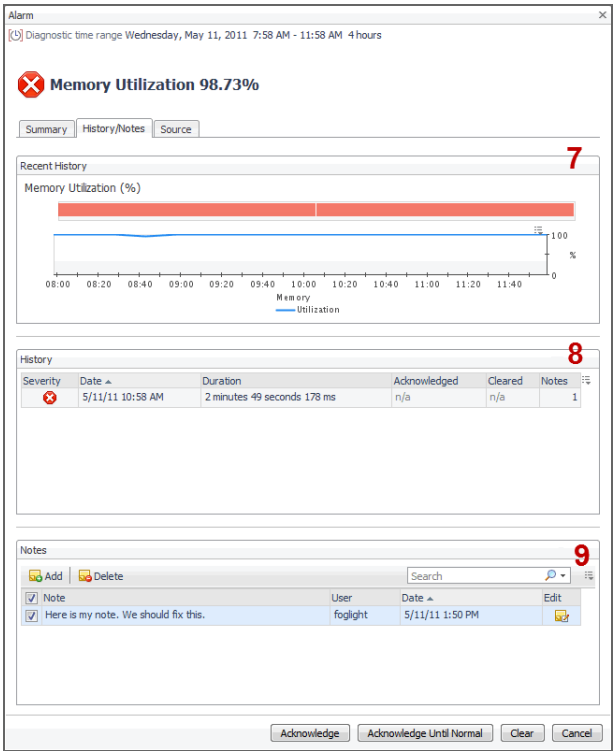 Alarm
Diagnostic time range Wednesday, May 11, 2011 7:58 AM - 11:58 AM 4 hours
Memory Utilization 98.73%
Summary History/Notes Source
7
Recent History
Memory Utilization (%)
100
%
0
08:00 08:20 08:40 09:00 09:20 09:40 10:00 10:20 10:40 11:00 11:20 11:40
Memory
Utilization
8
History
Severity Date Duration Acknowledged Cleared Notes
5/11/11 10:58 AM 2 minutes 49 seconds 178 ms n/a n/a 1
9
Notes
Add Delete Search
Note User Date Edit
Here is my note. We should fix this. foglight 5/11/11 1:50 PM
Acknowledge Acknowledge Until Normal Clear Cancel